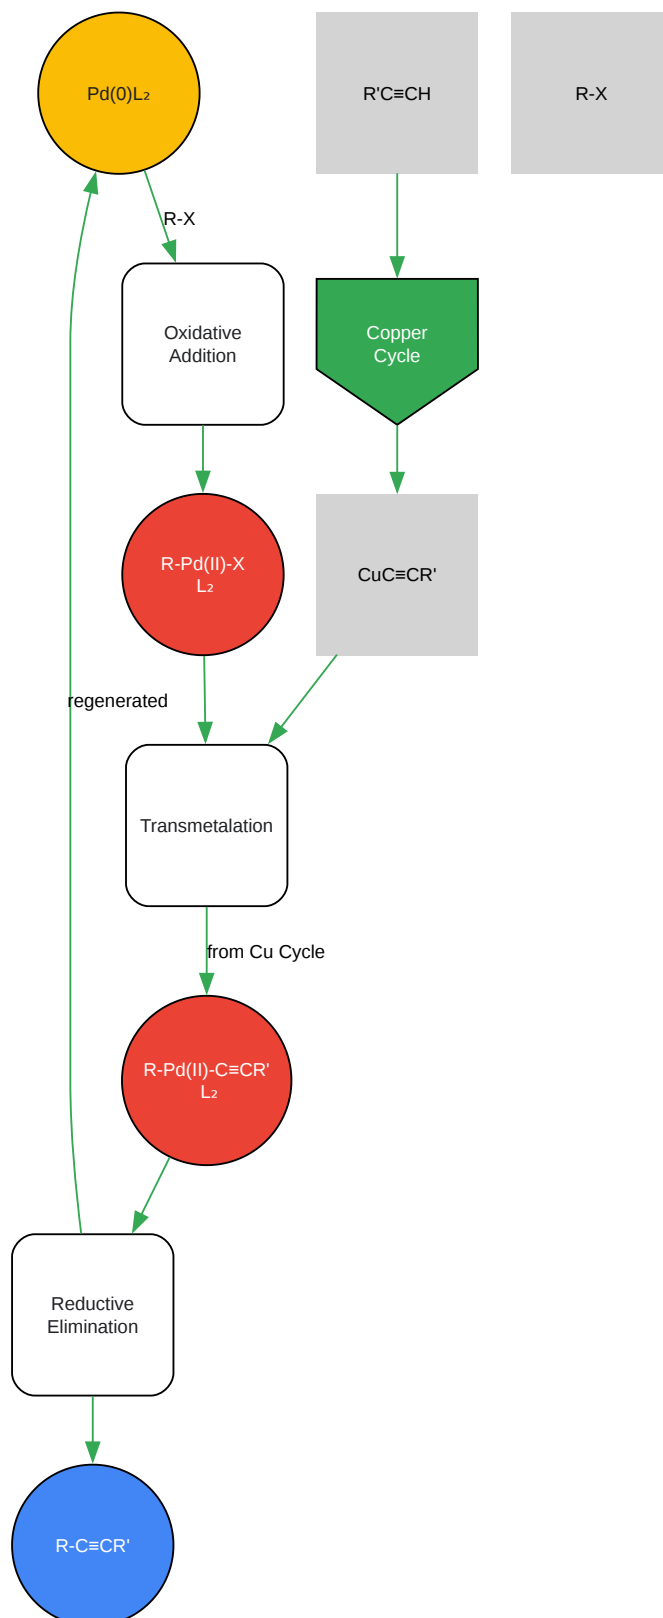 Pd(0)L₂
R'C≡CH
R-X
R-X
Oxidative
Addition
Copper
Cycle
R-Pd(II)-X
L₂
CuC≡CR'
regenerated
Transmetalation
from Cu Cycle
R-Pd(II)-C≡CR'
L₂
Reductive
Elimination
R-C≡CR'